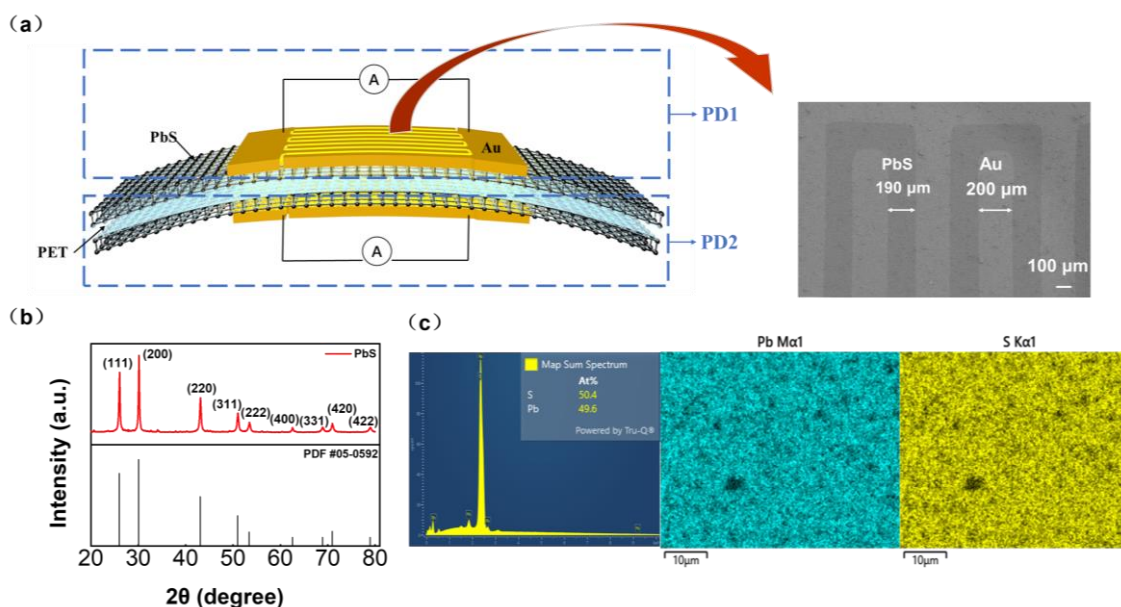 （a）
A
PD1
PbS
Au
PET
PD2
A
PbS
190 μm
Au
200 μm
100 μm
（b）
(111)
(200)
PbS
(220)
(311)
(222)
(400)
(331)
(420)
(422)
PDF #05-0592
Intensity (a.u.)
20 30 40 50 60 70 80
2θ (degree)
（c）
Map Sum Spectrum
At%
S 50.4
Pb 49.6
Powered by Tru-Q®
Pb Mα1
10μm
S Kα1
10μm